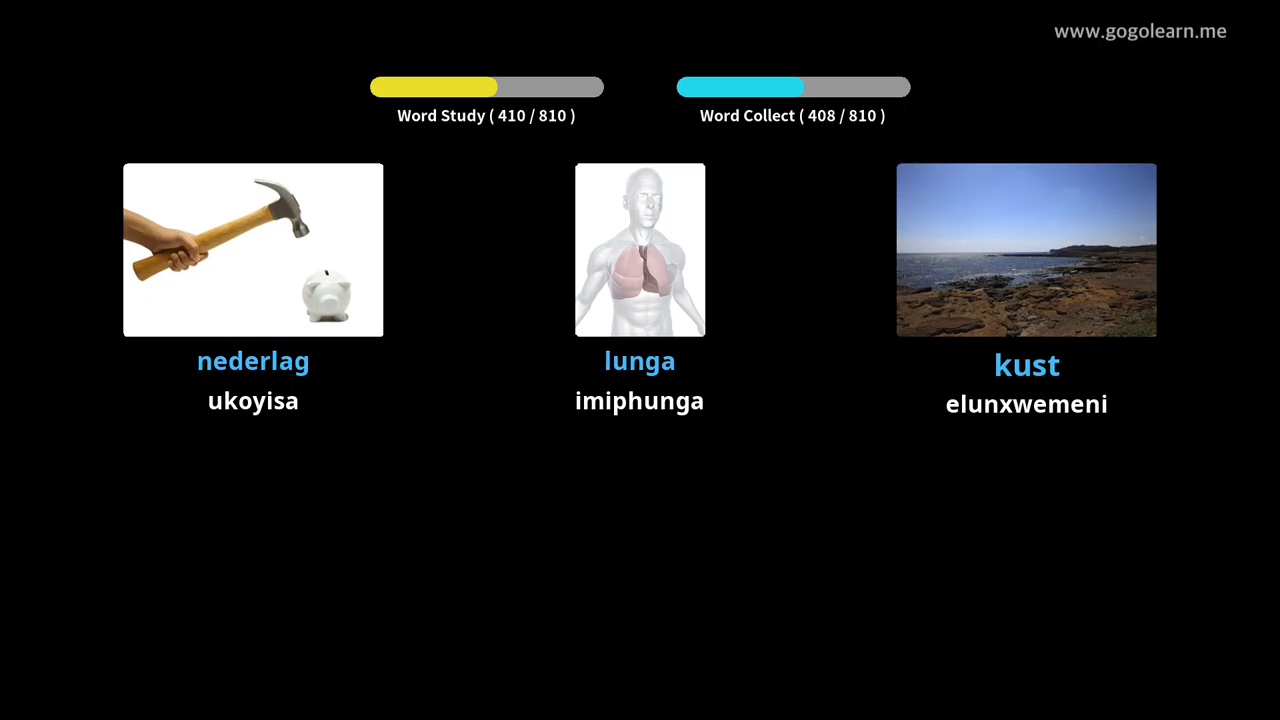 www.gogolearn.me
Word Study ( 410 / 810 )
Word Collect ( 408 / 810 )
nederlag
ukoyisa
lunga
imiphunga
kust
elunxwemeni